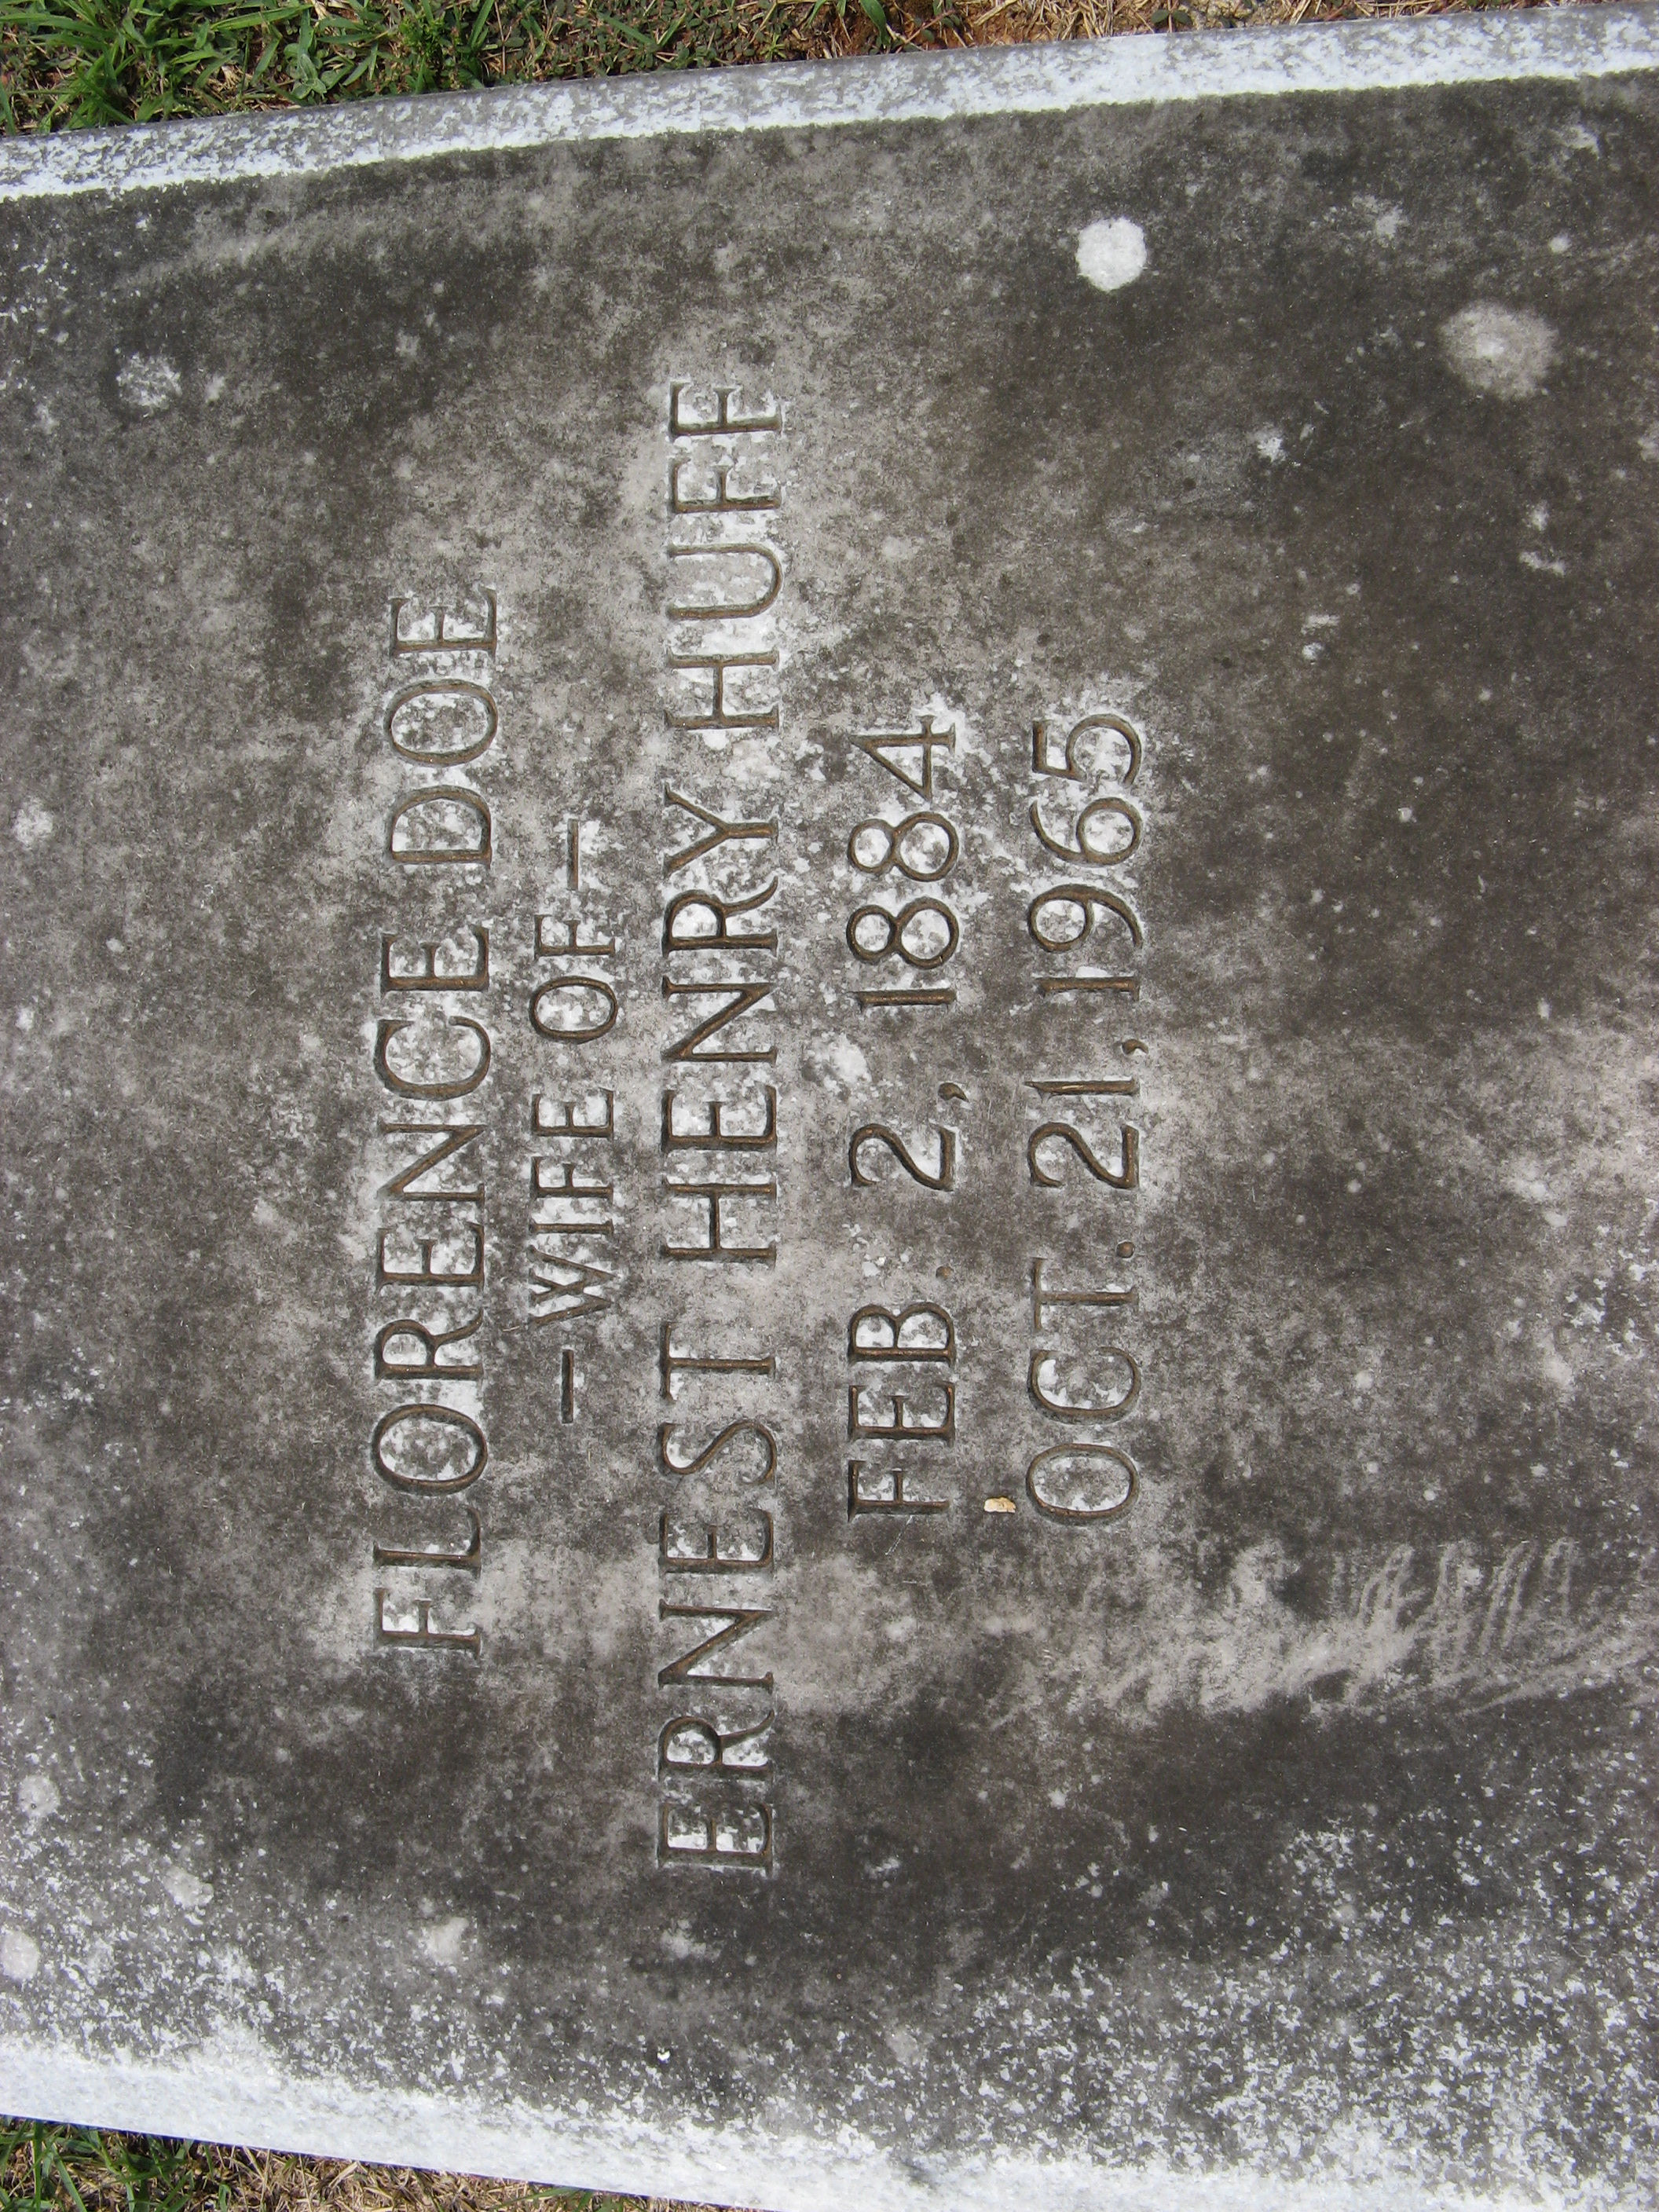 FLORENCE DOE
— WIFE OF —
ERNEST HENRY HUFF
FEB. 2, 1884
OCT. 21, 1965